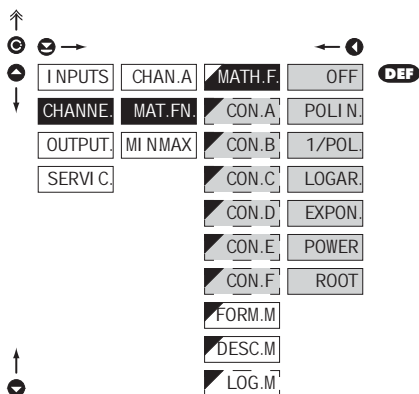 INPUTS CHAN.A MATH.F. OFF DEF
CHANNE. MAT.FN. CON.A POLIN.
OUTPUT. MINMAX CON.B 1/POL.
SERVIC. CON.C LOGAR.
CON.D EXPON.
CON.E POWER
CON.F ROOT
FORM.M
DESC.M
LOG.M